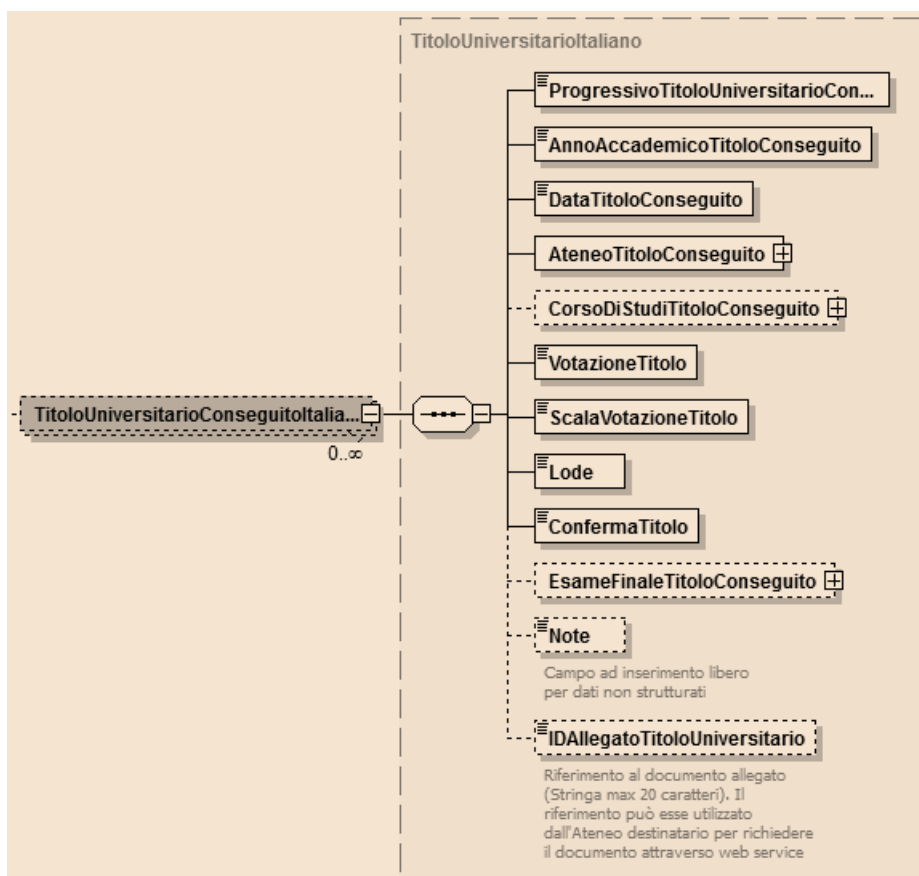 TitoloUniversitarioItaliano
ProgressivoTitoloUniversitarioCon...
AnnoAccademicoTitoloConseguito
DataTitoloConseguito
AteneoTitoloConseguito
CorsoDiStudiTitoloConseguito
VotazioneTitolo
TitoloUniversitarioConseguitoItalia...
0..∞
ScalaVotazioneTitolo
Lode
ConfermaTitolo
EsameFinaleTitoloConseguito
Note
Campo ad inserimento libero
per dati non strutturati
IDAllegatoTitoloUniversitario
Riferimento al documento allegato
(Stringa max 20 caratteri). Il
riferimento può esse utilizzato
dall'Ateneo destinatario per richiedere
il documento attraverso web service